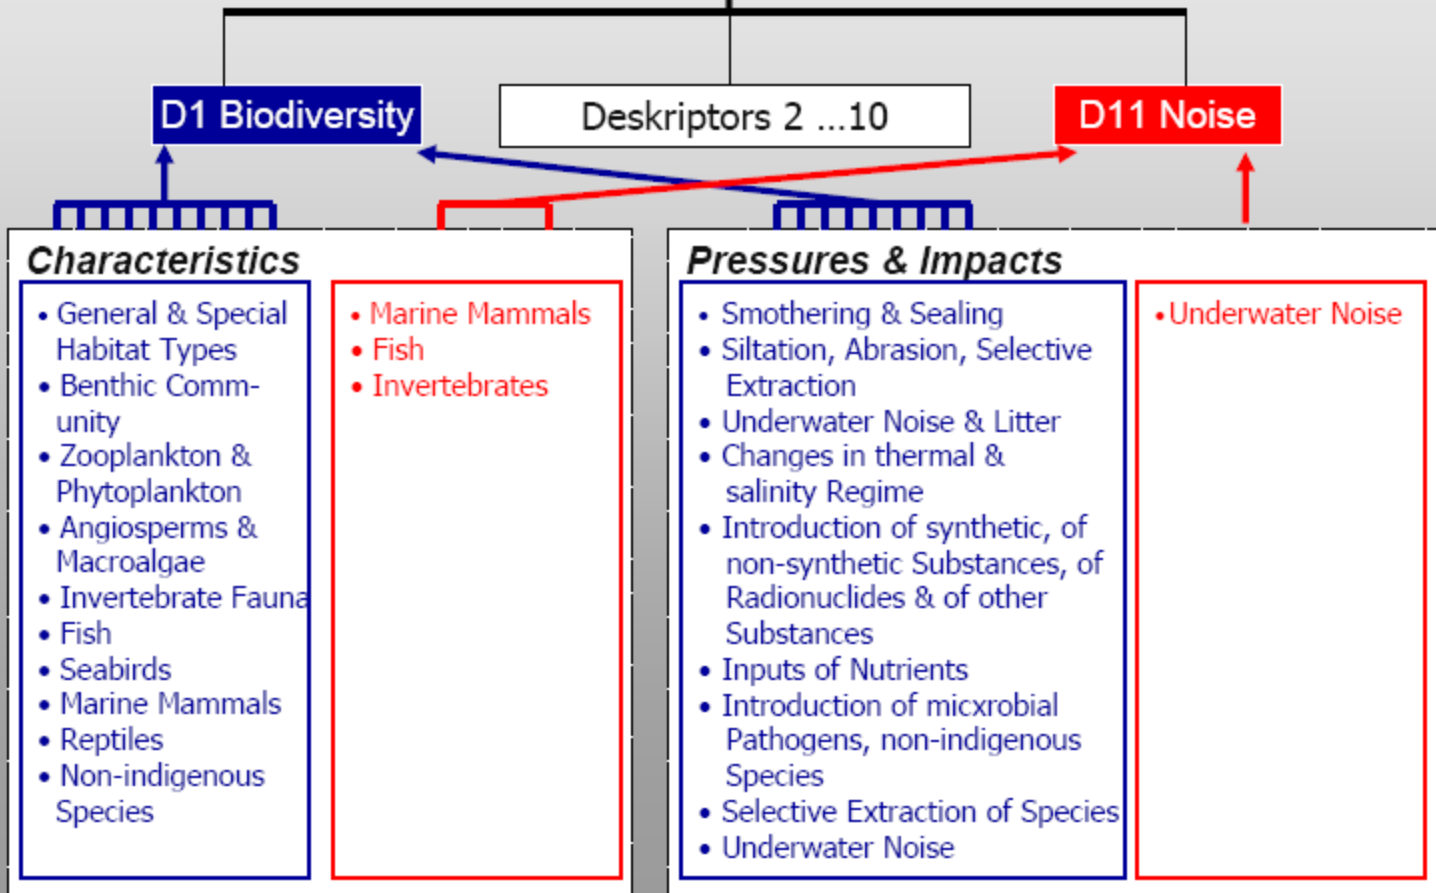 D1 Biodiversity
Deskriptors 2 ...10
D11 Noise
Characteristics
• General & Special
Habitat Types
• Benthic Comm-
unity
• Zooplankton &
Phytoplankton
• Angiosperms &
Macroalgae
• Invertebrate Fauna
• Fish
• Seabirds
• Marine Mammals
• Reptiles
• Non-indigenous
Species
• Marine Mammals
• Fish
• Invertebrates
Pressures & Impacts
• Smothering & Sealing
• Siltation, Abrasion, Selective
Extraction
• Underwater Noise & Litter
• Changes in thermal &
salinity Regime
• Introduction of synthetic, of
non-synthetic Substances, of
Radionuclides & of other
Substances
• Inputs of Nutrients
• Introduction of micxrobial
Pathogens, non-indigenous
Species
• Selective Extraction of Species
• Underwater Noise
•Underwater Noise